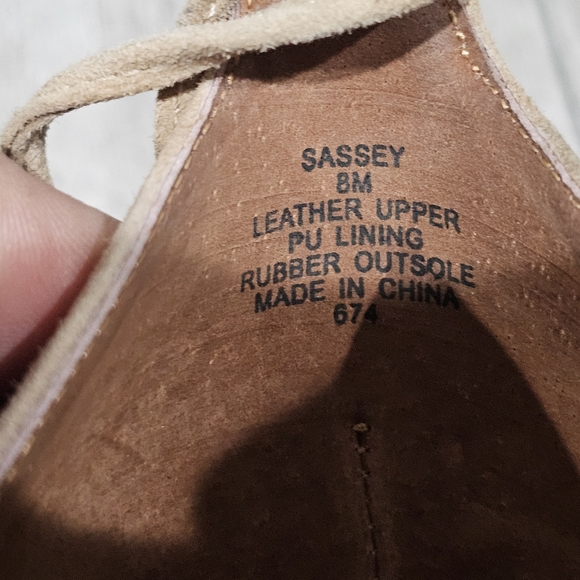 SASSEY
8M
LEATHER UPPER
PU LINING
RUBBER OUTSOLE
MADE IN CHINA
674